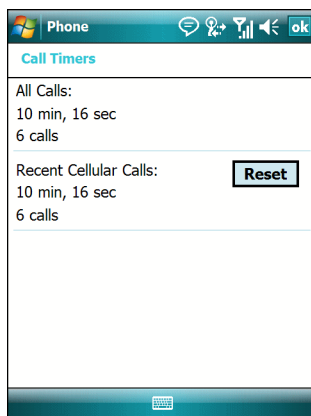 Phone
ok
Call Timers
All Calls:
10 min, 16 sec
6 calls
Recent Cellular Calls:
Reset
10 min, 16 sec
6 calls